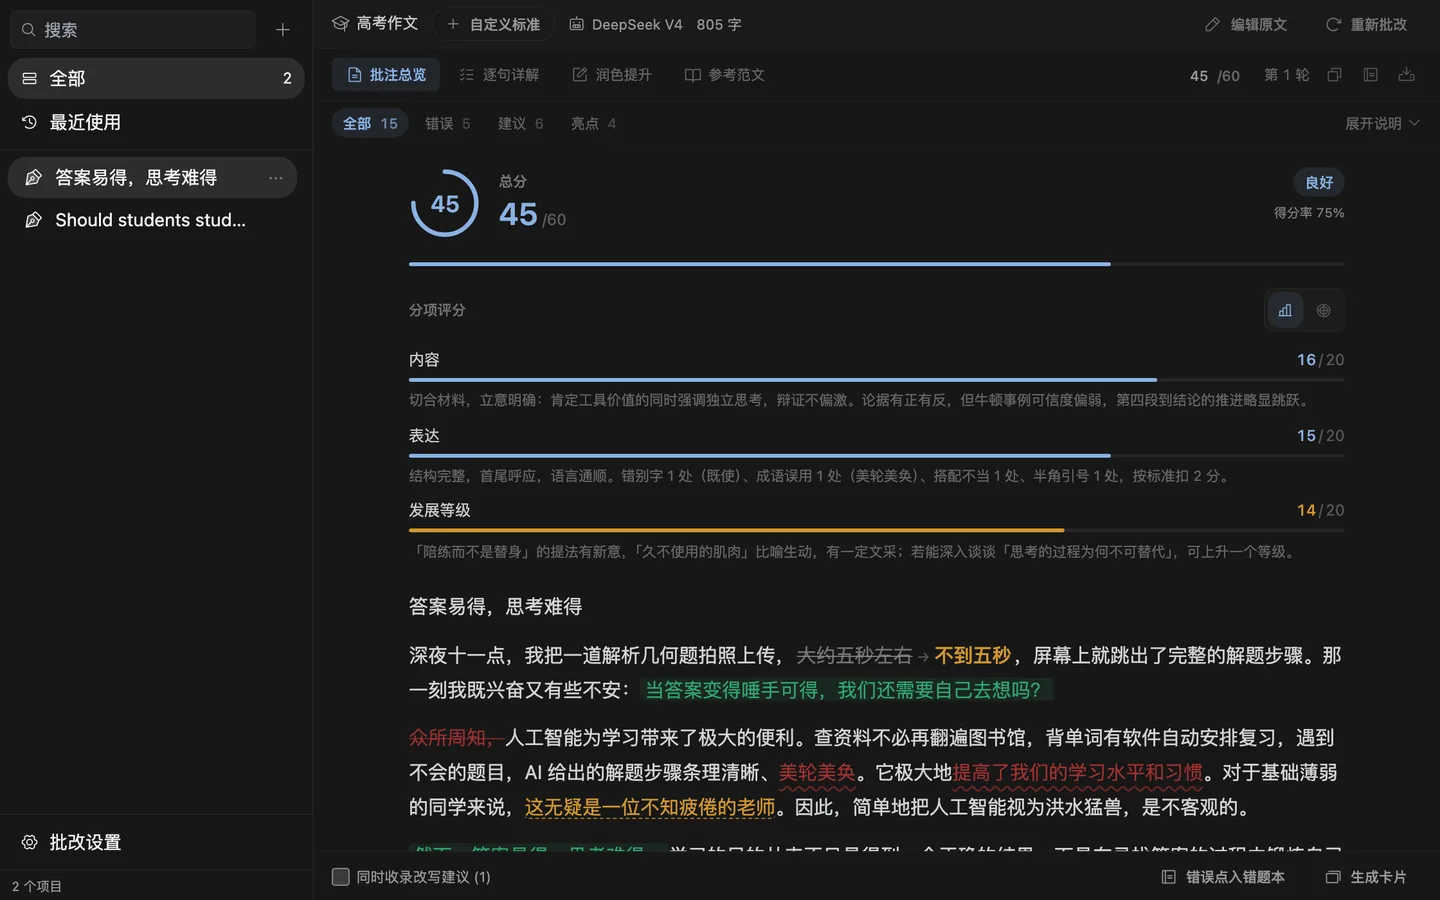 搜索
全部 2
最近使用
答案易得，思考难得 ...
Should students stud...
批改设置
2 个项目
高考作文 自定义标准 DeepSeek V4 805 字 编辑原文 重新批改
批注总览 逐句详解 润色提升 参考范文 45 /60 第 1 轮
全部 15 错误 5 建议 6 亮点 4 展开说明
45
总分
45 /60
良好
得分率 75%
分项评分
内容 16/20
切合材料，立意明确：肯定工具价值的同时强调独立思考，辩证不偏激。论据有正有反，但牛顿事例可信度偏弱，第四段到结论的推进略显跳跃。
表达 15/20
结构完整，首尾呼应，语言通顺。错别字 1 处（既使）、成语误用 1 处（美轮美奂）、搭配不当 1 处、半角引号 1 处，按标准扣 2 分。
发展等级 14/20
「陪练而不是替身」的提法有新意，「久不使用的肌肉」比喻生动，有一定文采；若能深入谈谈「思考的过程为何不可替代」，可上升一个等级。
答案易得，思考难得
深夜十一点，我把一道解析几何题拍照上传，大约五秒左右→不到五秒，屏幕上就跳出了完整的解题步骤。那
一刻我既兴奋又有些不安：当答案变得唾手可得，我们还需要自己去想吗？
众所周知，人工智能为学习带来了极大的便利。查资料不必再翻遍图书馆，背单词有软件自动安排复习，遇到
不会的题目，AI 给出的解题步骤条理清晰、美轮美奂。它极大地提高了我们的学习水平和习惯。对于基础薄弱
的同学来说，这无疑是一位不知疲倦的老师。因此，简单地把人工智能视为洪水猛兽，是不客观的。
同时收录改写建议 (1) 错误点入错题本 生成卡片